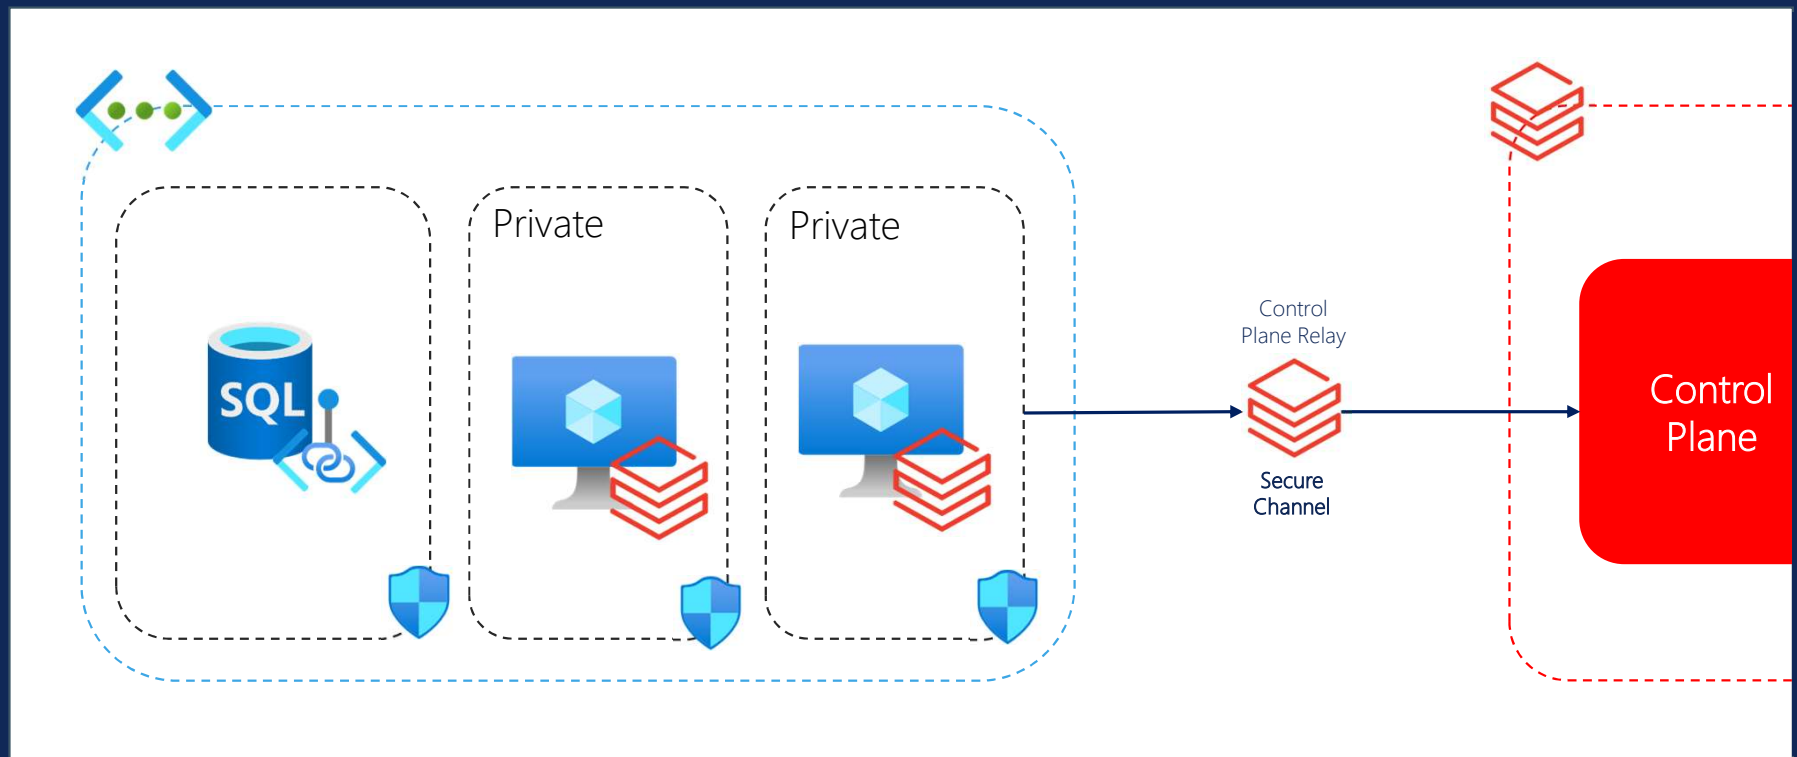 Private
Private
SQL
Control
Plane Relay
Secure
Channel
Control
Plane